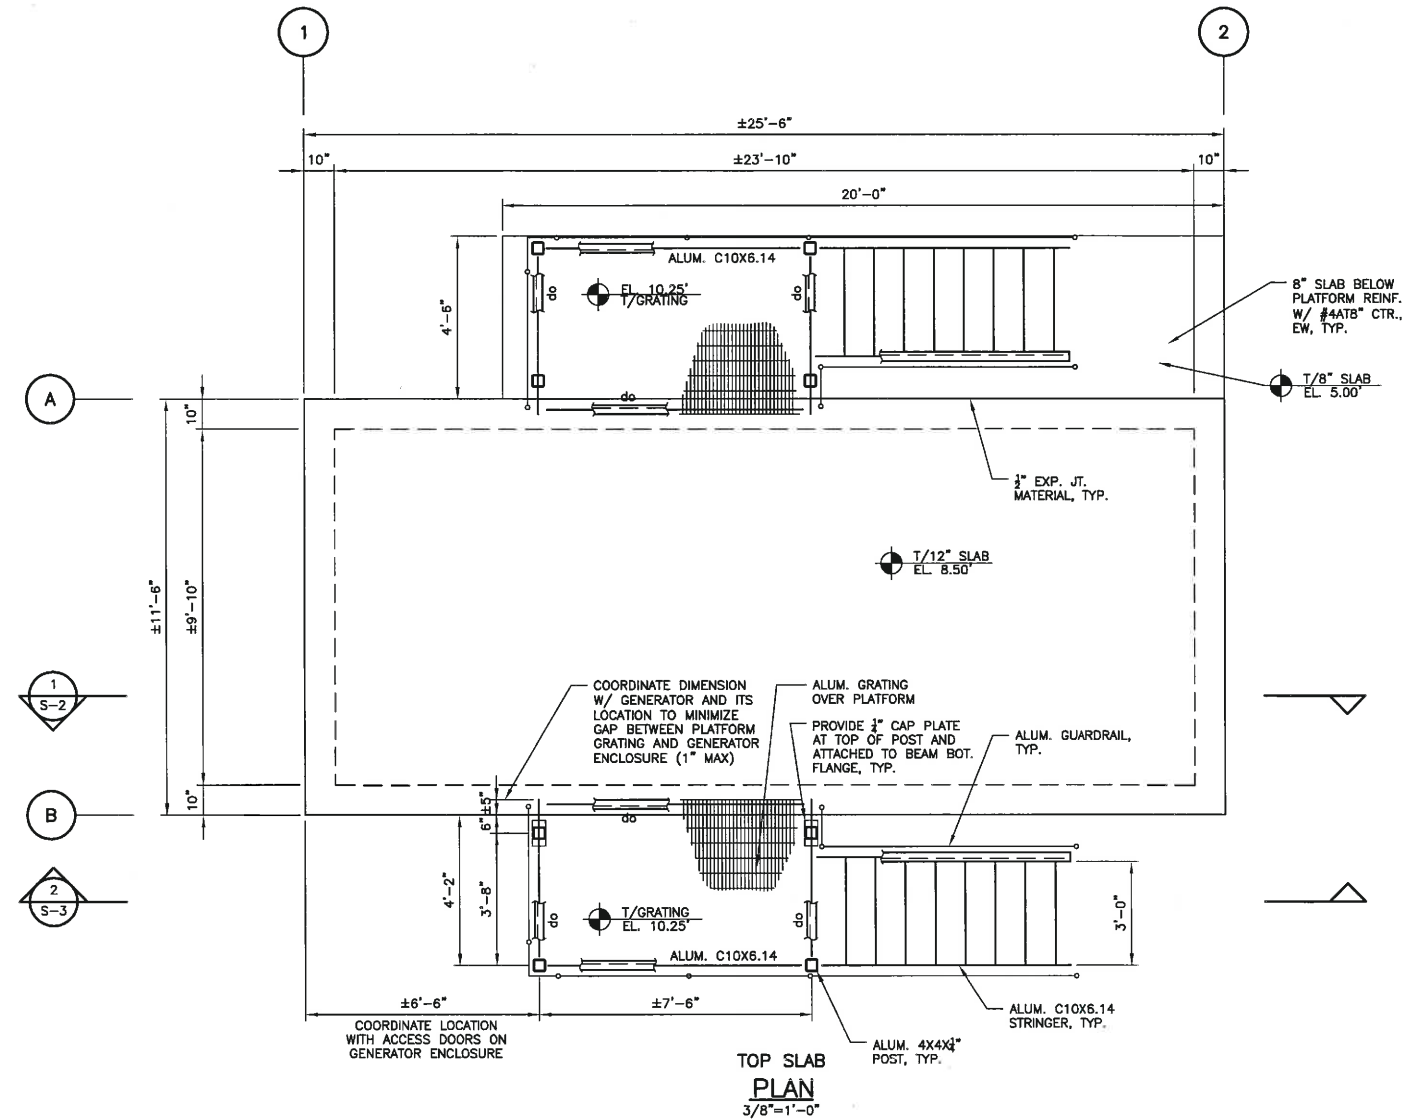 1
2
±25'-6"
10"
±23'-10"
10"
20'-0"
ALUM. C10X6.14
EL. 10.25'
T/GRATING
do
do
do
4'-6"
8" SLAB BELOW
PLATFORM REINF.
W/ #4AT8" CTR.,
EW, TYP.
T/8" SLAB
EL. 5.00'
A
10"
½" EXP. JT.
MATERIAL, TYP.
T/12" SLAB
EL. 8.50'
±11'-6"
±9'-10"
1
S-2
COORDINATE DIMENSION
W/ GENERATOR AND ITS
LOCATION TO MINIMIZE
GAP BETWEEN PLATFORM
GRATING AND GENERATOR
ENCLOSURE (1" MAX)
ALUM. GRATING
OVER PLATFORM
PROVIDE ¼" CAP PLATE
AT TOP OF POST AND
ATTACHED TO BEAM BOT.
FLANGE, TYP.
ALUM. GUARDRAIL,
TYP.
B
10"
±5"
6"
do
4'-2"
3'-8"
2
S-3
do
do
T/GRATING
EL. 10.25'
3'-0"
ALUM. C10X6.14
±6'-6"
±7'-6"
COORDINATE LOCATION
WITH ACCESS DOORS ON
GENERATOR ENCLOSURE
ALUM. C10X6.14
STRINGER, TYP.
ALUM. 4X4X¼"
POST, TYP.
TOP SLAB
PLAN
3/8"=1'-0"